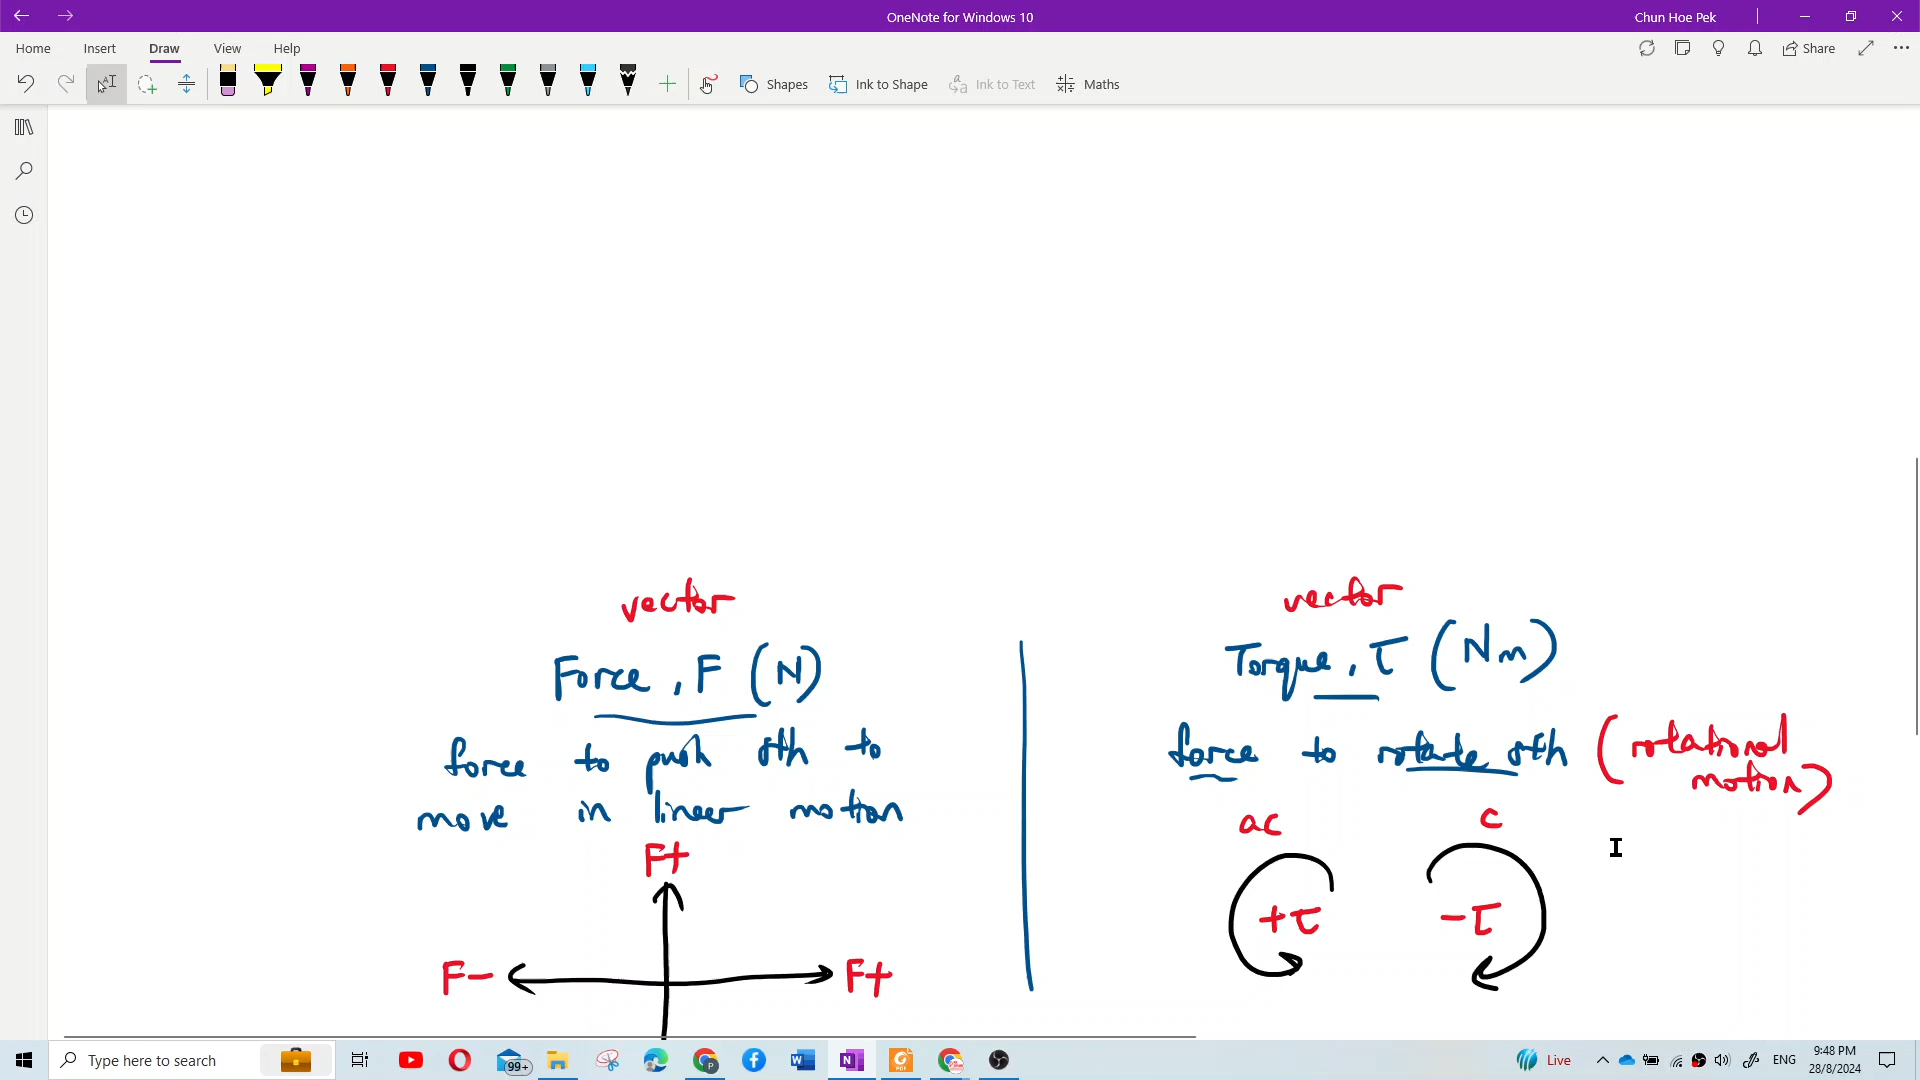 OneNote for Windows 10
Chun Hoe Pek
Home Insert Draw View Help
Share
Shapes
Ink to Shape
Ink to Text
Maths
vector
Force, F (N)
force to push sth to
move in linear motion
F+
F- F+
vector
Torque, τ (Nm)
force to rotate sth (rotational
motion)
ac c
+τ -τ
Type here to search
99+
Live
ENG
9:48 PM
28/8/2024